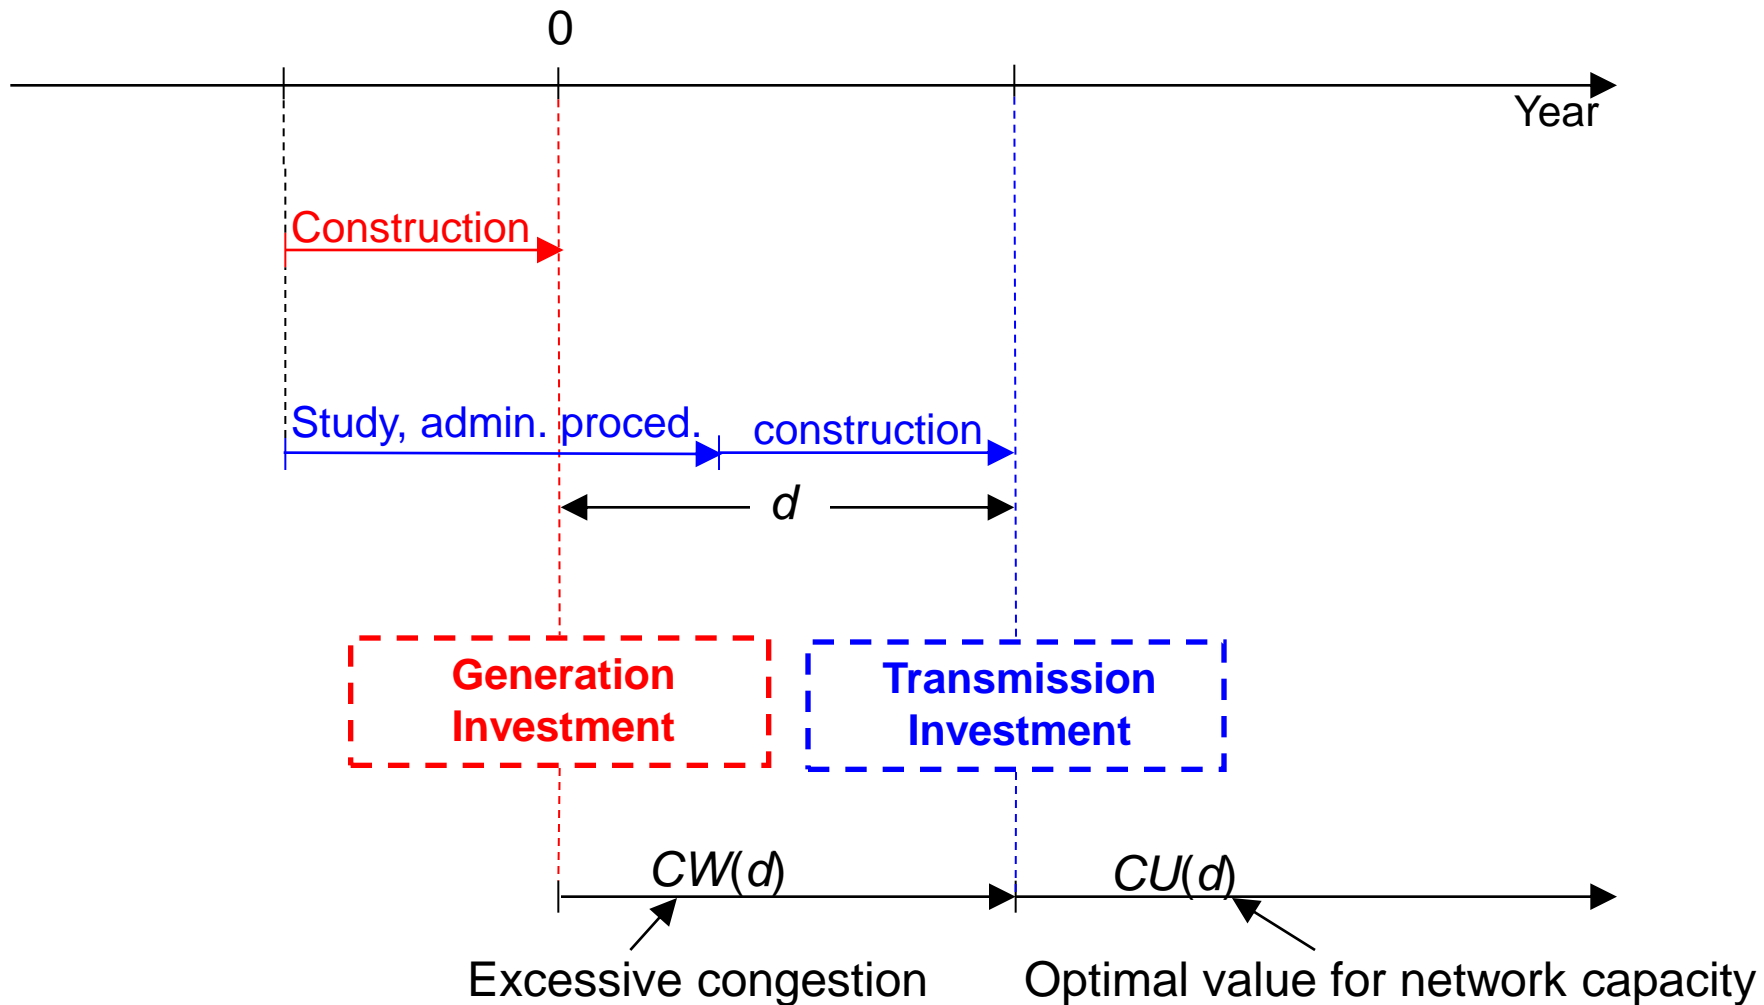 0
Year
Construction
Study, admin. proced.
construction
d
Generation
Investment
Transmission
Investment
CW(d)
CU(d)
Excessive congestion
Optimal value for network capacity